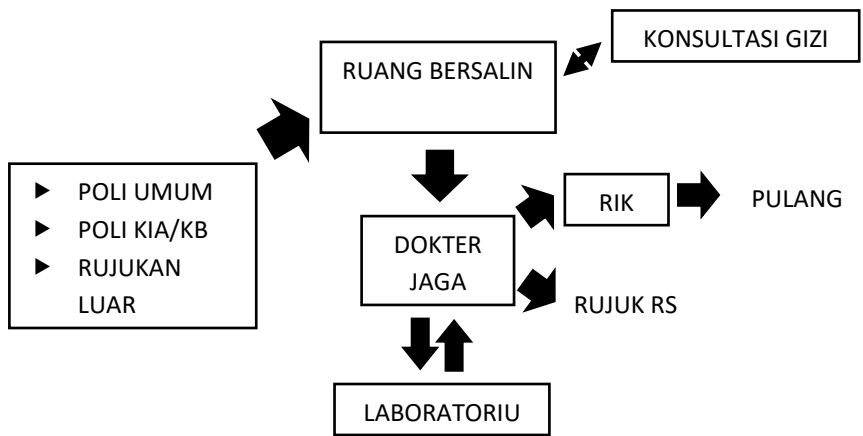 KONSULTASI GIZI
RUANG BERSALIN
POLI UMUM
POLI KIA/KB
RUJUKAN
LUAR
DOKTER
JAGA
RIK
PULANG
RUJUK RS
LABORATORIU